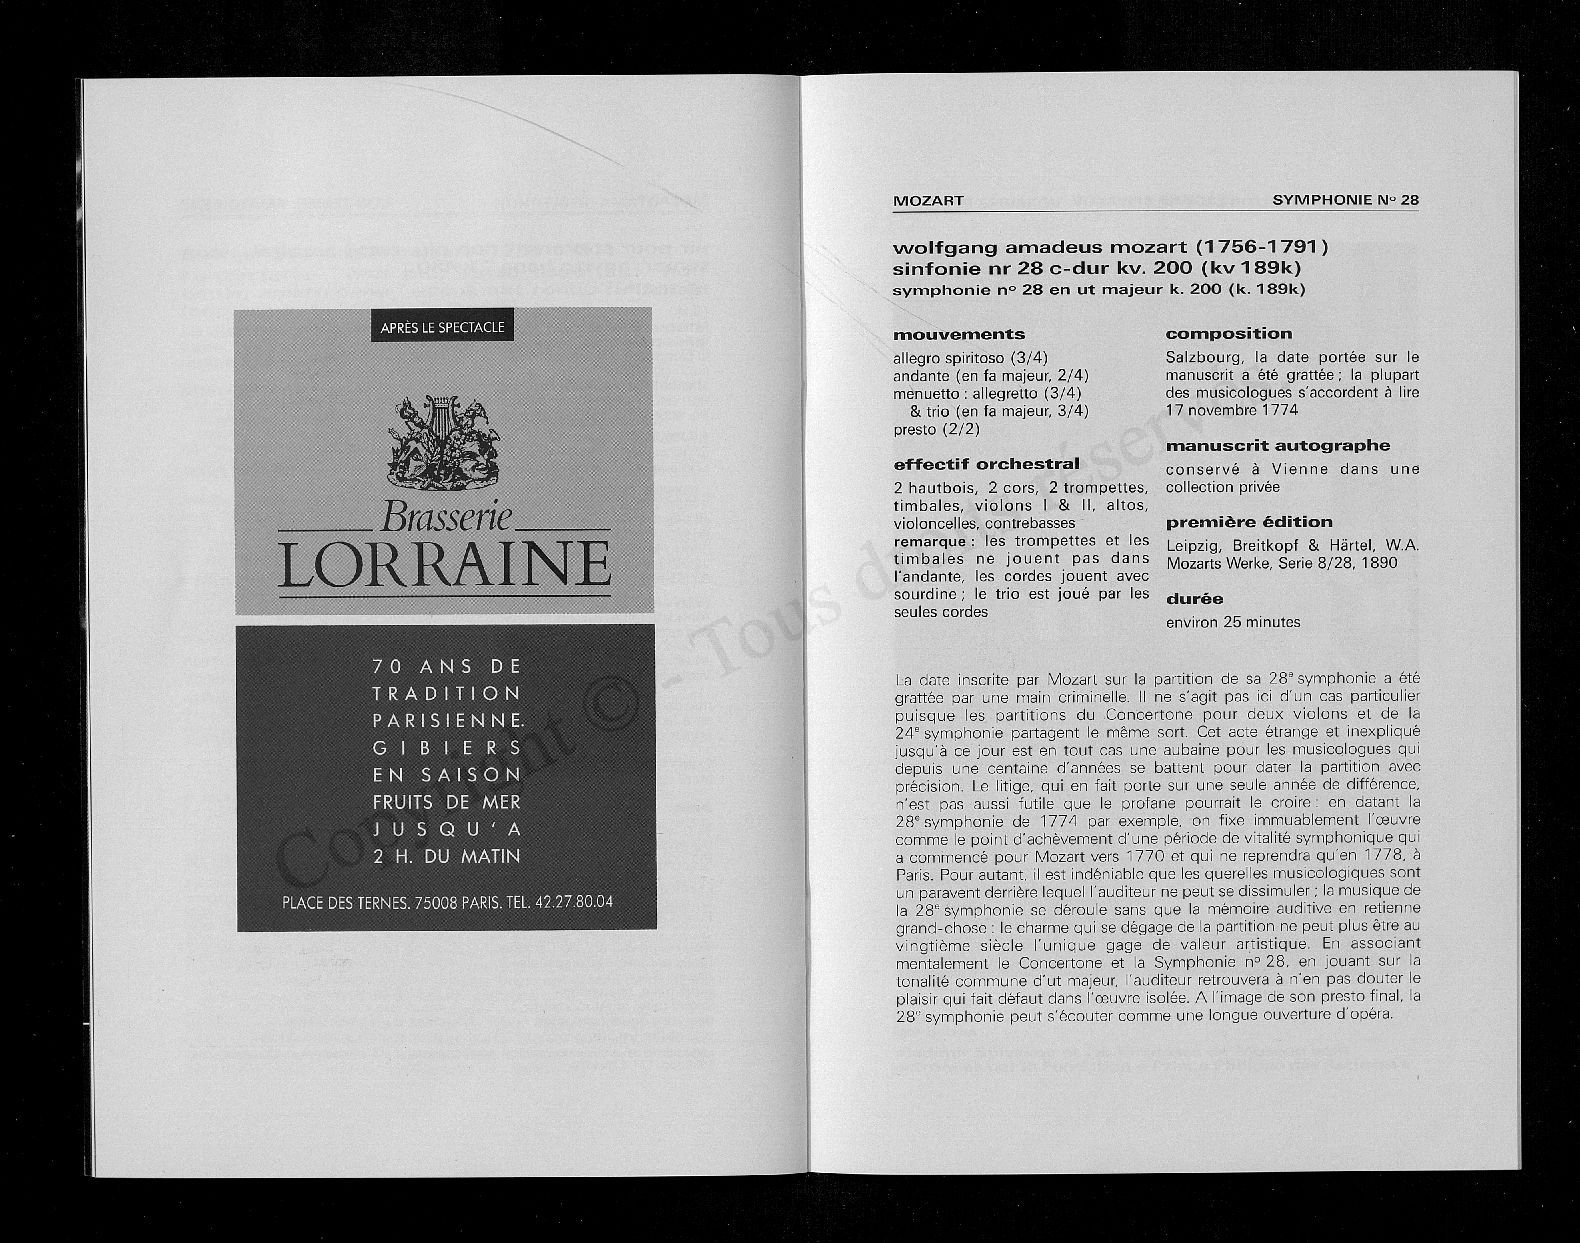 APRÈS LE SPECTACLE
Brasserie
LORRAINE
70 ANS DE
TRADITION
PARISIENNE.
GIBIERS
EN SAISON
FRUITS DE MER
JUSQU'A
2 H. DU MATIN
PLACE DES TERNES. 75008 PARIS. TEL. 42.27.80.04
MOZART SYMPHONIE Nº 28
wolfgang amadeus mozart (1756-1791)
sinfonie nr 28 c-dur kv. 200 (kv 189k)
symphonie nº 28 en ut majeur k. 200 (k. 189k)
mouvements
allegro spiritoso (3/4)
andante (en fa majeur, 2/4)
menuetto : allegretto (3/4)
& trio (en fa majeur, 3/4)
presto (2/2)
effectif orchestral
2 hautbois, 2 cors, 2 trompettes,
timbales, violons I & II, altos,
violoncelles, contrebasses
remarque : les trompettes et les
timbales ne jouent pas dans
l'andante, les cordes jouent avec
sourdine ; le trio est joué par les
seules cordes
composition
Salzbourg, la date portée sur le
manuscrit a été grattée ; la plupart
des musicologues s'accordent à lire
17 novembre 1774
manuscrit autographe
conservé à Vienne dans une
collection privée
première édition
Leipzig, Breitkopf & Härtel, W.A.
Mozarts Werke, Serie 8/28, 1890
durée
environ 25 minutes
La date inscrite par Mozart sur la partition de sa 28e symphonie a été
grattée par une main criminelle. Il ne s'agit pas ici d'un cas particulier
puisque les partitions du Concertone pour deux violons et de la
24e symphonie partagent le même sort. Cet acte étrange et inexpliqué
jusqu'à ce jour est en tout cas une aubaine pour les musicologues qui
depuis une centaine d'années se battent pour dater la partition avec
précision. Le litige, qui en fait porte sur une seule année de différence,
n'est pas aussi futile que le profane pourrait le croire : en datant la
28e symphonie de 1774 par exemple, on fixe immuablement l'œuvre
comme le point d'achèvement d'une période de vitalité symphonique qui
a commencé pour Mozart vers 1770 et qui ne reprendra qu'en 1778, à
Paris. Pour autant, il est indéniable que les querelles musicologiques sont
un paravent derrière lequel l'auditeur ne peut se dissimuler ; la musique de
la 28e symphonie se déroule sans que la mémoire auditive en retienne
grand-chose : le charme qui se dégage de la partition ne peut plus être au
vingtième siècle l'unique gage de valeur artistique. En associant
mentalement le Concertone et la Symphonie nº 28, en jouant sur la
tonalité commune d'ut majeur, l'auditeur retrouvera à n'en pas douter le
plaisir qui fait défaut dans l'œuvre isolée. A l'image de son presto final, la
28e symphonie peut s'écouter comme une longue ouverture d'opéra.
Copyright © - Tous d réserv